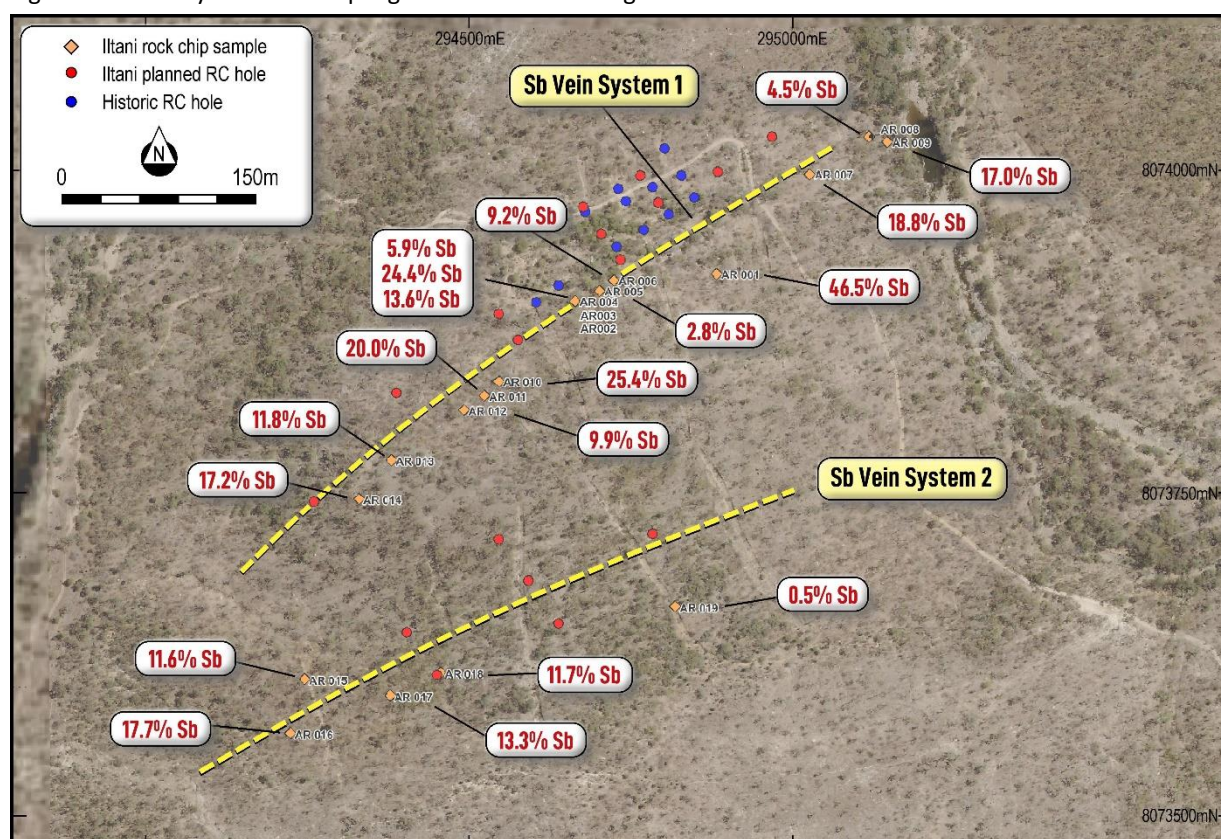 Iltani rock chip sample
Iltani planned RC hole
Historic RC hole
N
0
150m
294500mE
295000mE
Sb Vein System 1
4.5% Sb
AR 008
AR 009
8074000mN
17.0% Sb
AR 007
9.2% Sb
18.8% Sb
5.9% Sb
24.4% Sb
13.6% Sb
AR 006
AR 001
AR 005
46.5% Sb
AR 004
AR003
AR002
2.8% Sb
20.0% Sb
AR 010
25.4% Sb
AR 011
AR 012
11.8% Sb
9.9% Sb
AR 013
17.2% Sb
AR 014
Sb Vein System 2
8073750mN
0.5% Sb
AR 019
11.6% Sb
AR 015
AR 018
11.7% Sb
AR 017
17.7% Sb
AR 016
13.3% Sb
8073500mN